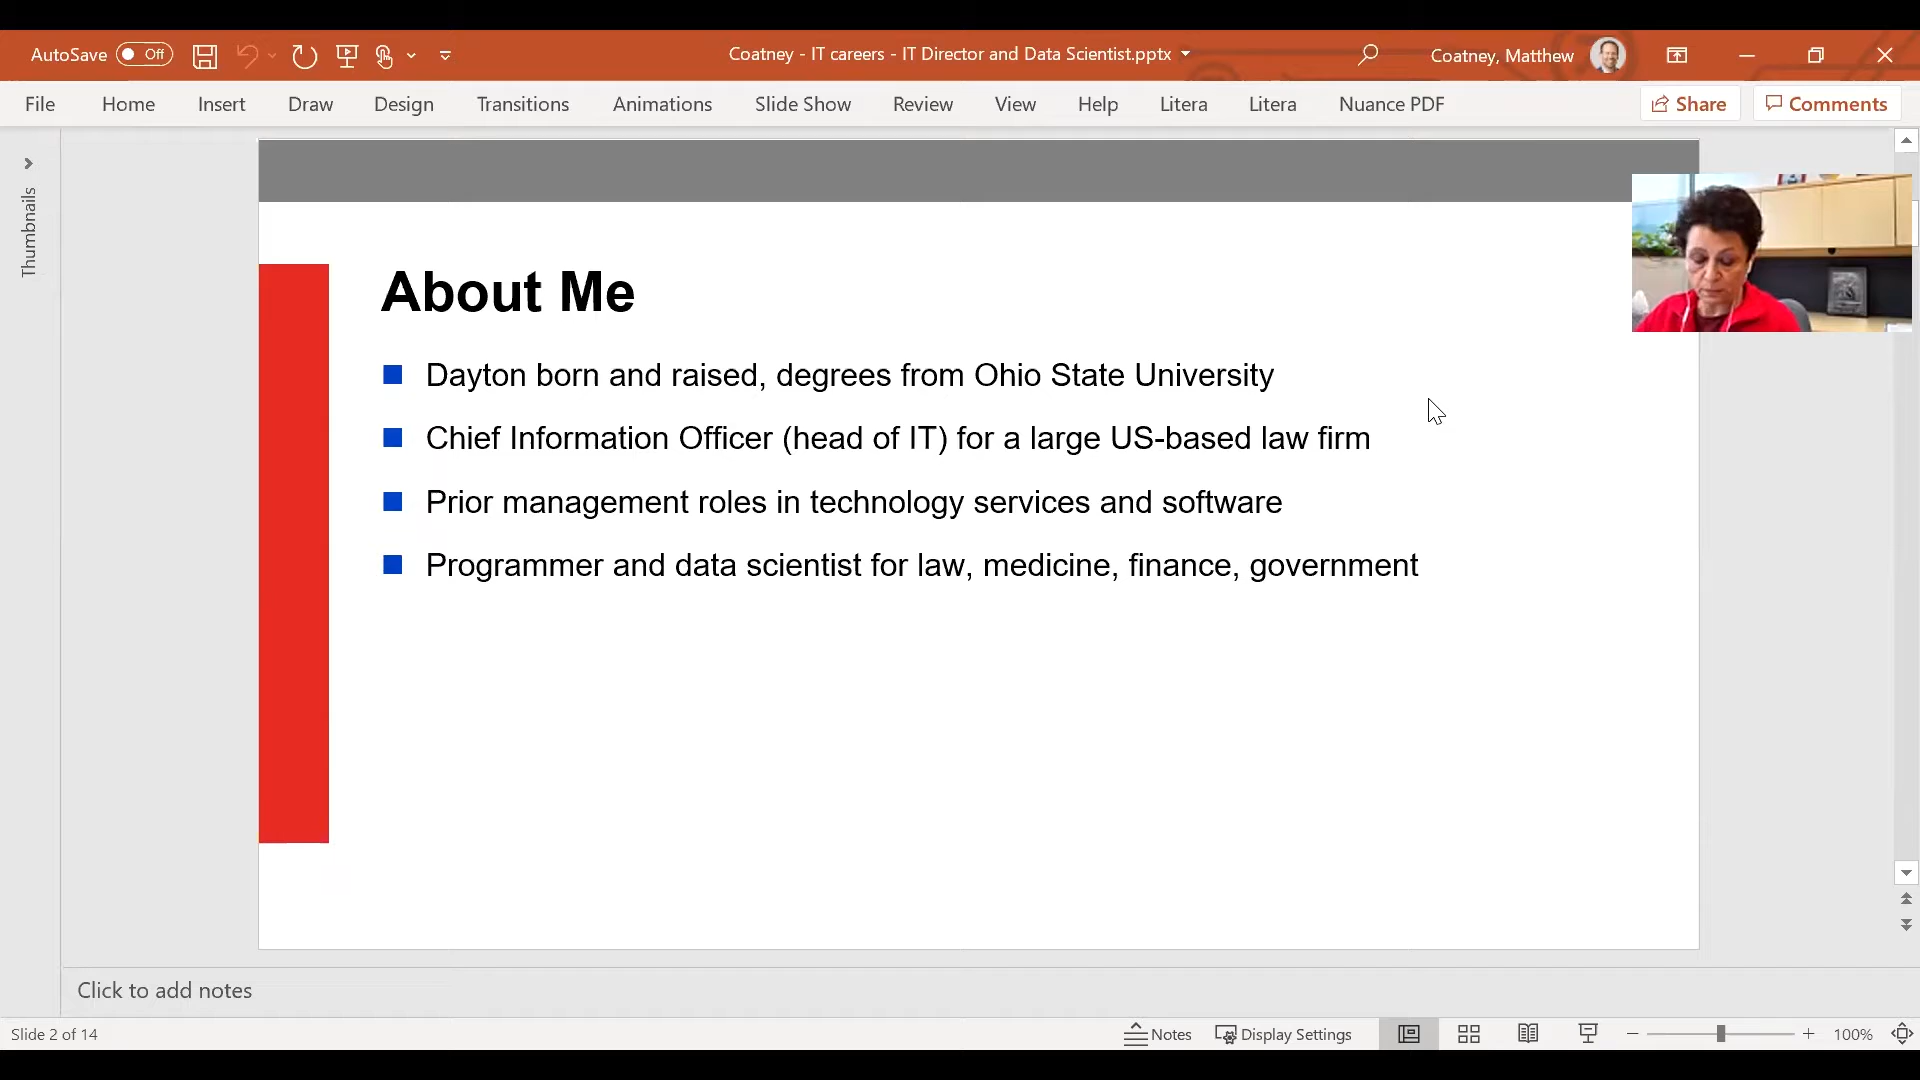 AutoSave Off
Coatney - IT careers - IT Director and Data Scientist.pptx
Coatney, Matthew
File Home Insert Draw Design Transitions Animations Slide Show Review View Help Litera Litera Nuance PDF
Share Comments
Thumbnails
About Me
Dayton born and raised, degrees from Ohio State University
Chief Information Officer (head of IT) for a large US-based law firm
Prior management roles in technology services and software
Programmer and data scientist for law, medicine, finance, government
Click to add notes
Slide 2 of 14
Notes Display Settings
100%